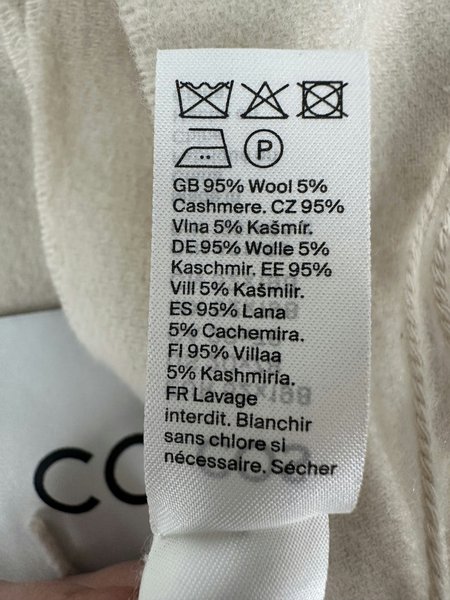 P
GB 95% Wool 5%
Cashmere. CZ 95%
Vlna 5% Kašmír.
DE 95% Wolle 5%
Kaschmir. EE 95%
Vill 5% Kašmiir.
ES 95% Lana
5% Cachemira.
FI 95% Villaa
5% Kashmiria.
FR Lavage
interdit. Blanchir
sans chlore si
nécessaire. Sécher
CO